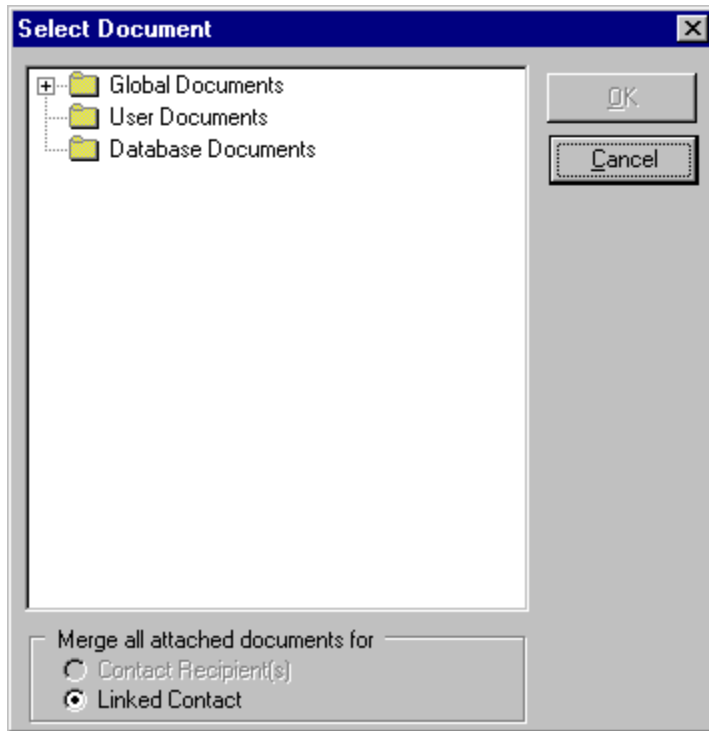 Select Document
Global Documents
User Documents
Database Documents
OK
Cancel
Merge all attached documents for
Contact Recipient(s)
Linked Contact